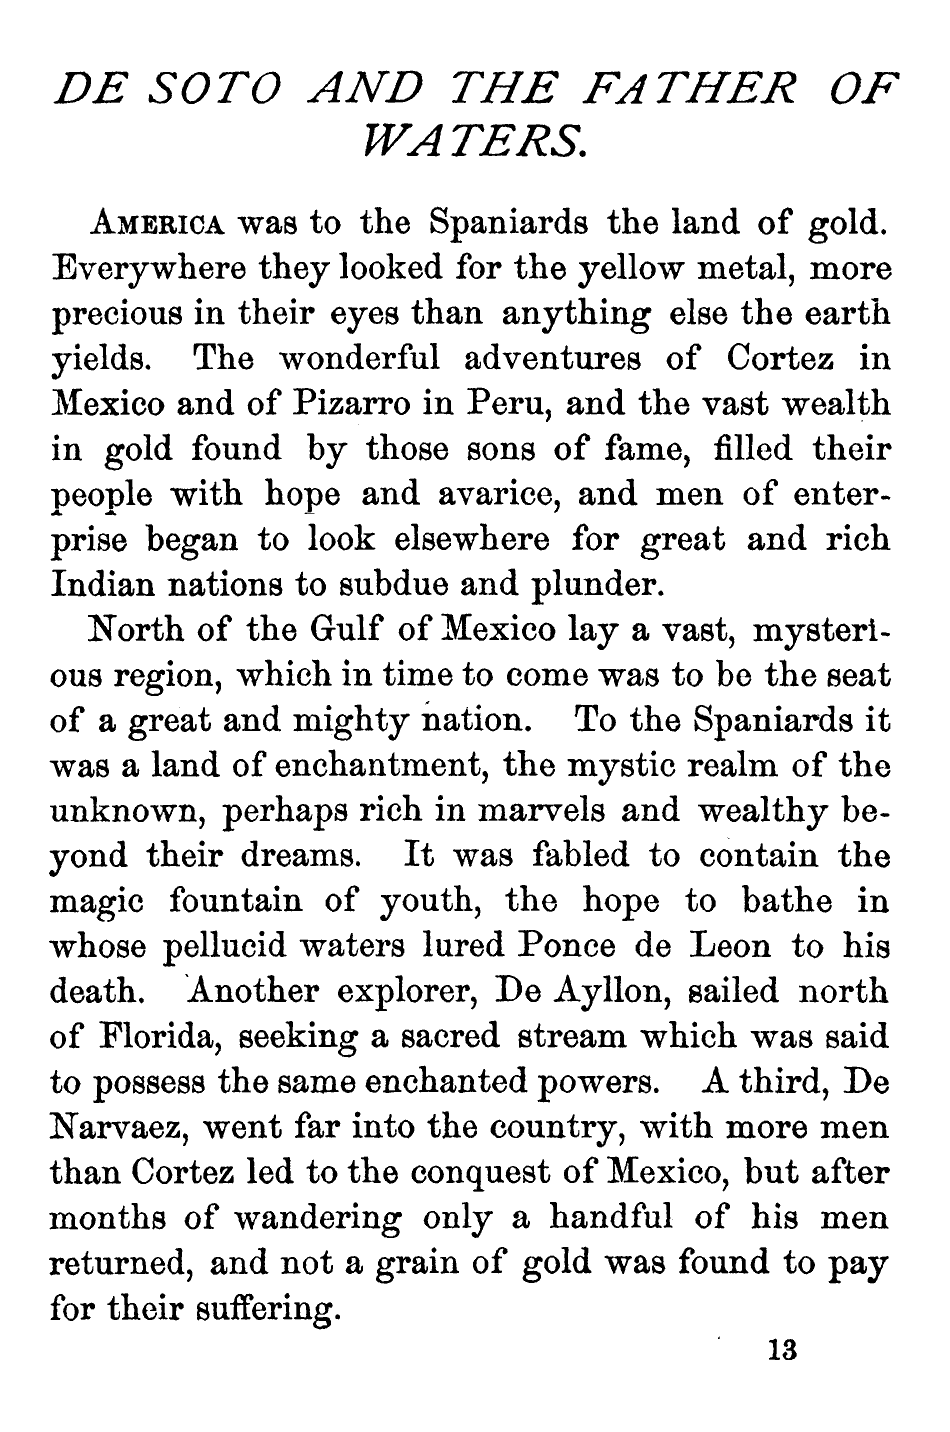 DE SOTO AND THE FATHER OF
WATERS.
AMERICA was to the Spaniards the land of gold.
Everywhere they looked for the yellow metal, more
precious in their eyes than anything else the earth
yields. The wonderful adventures of Cortez in
Mexico and of Pizarro in Peru, and the vast wealth
in gold found by those sons of fame, filled their
people with hope and avarice, and men of enter-
prise began to look elsewhere for great and rich
Indian nations to subdue and plunder.
North of the Gulf of Mexico lay a vast, mysteri-
ous region, which in time to come was to be the seat
of a great and mighty nation. To the Spaniards it
was a land of enchantment, the mystic realm of the
unknown, perhaps rich in marvels and wealthy be-
yond their dreams. It was fabled to contain the
magic fountain of youth, the hope to bathe in
whose pellucid waters lured Ponce de Leon to his
death. Another explorer, De Ayllon, sailed north
of Florida, seeking a sacred stream which was said
to possess the same enchanted powers. A third, De
Narvaez, went far into the country, with more men
than Cortez led to the conquest of Mexico, but after
months of wandering only a handful of his men
returned, and not a grain of gold was found to pay
for their suffering.
13